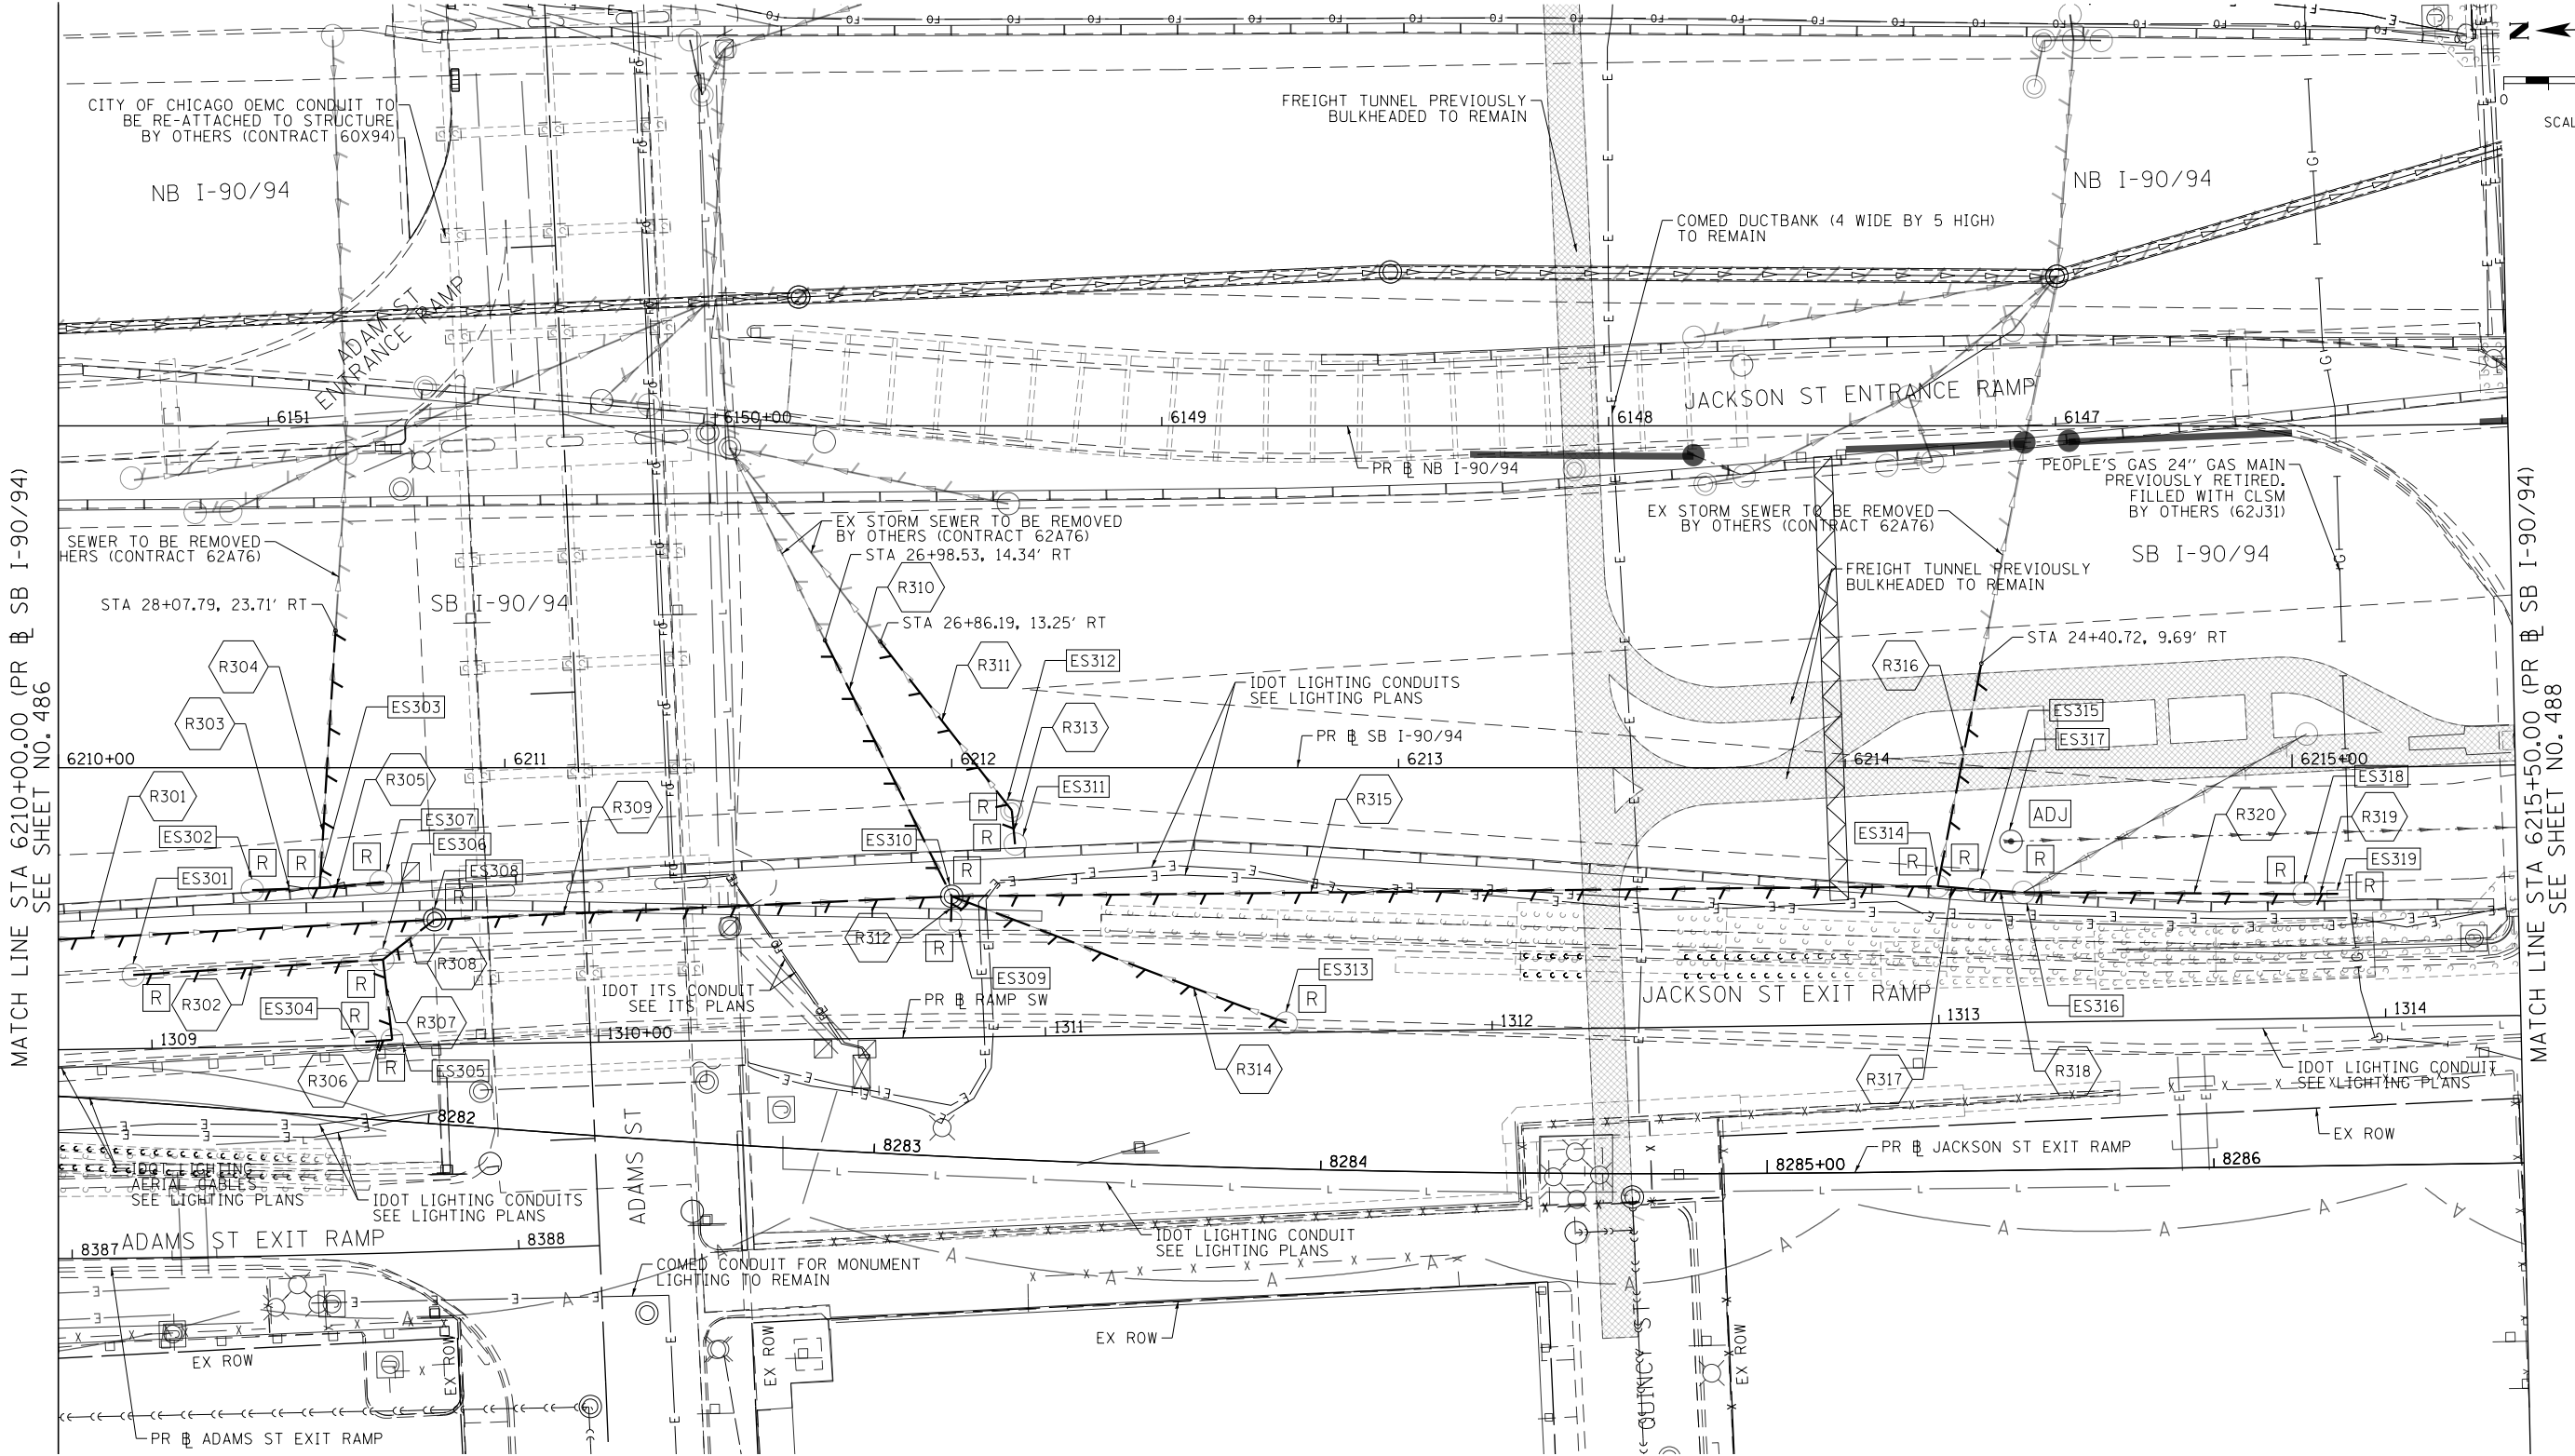 CITY OF CHICAGO OEMC CONDUIT TO
BE RE-ATTACHED TO STRUCTURE
BY OTHERS (CONTRACT 60X94)
FREIGHT TUNNEL PREVIOUSLY
BULKHEADED TO REMAIN
N
0
SCAL
NB I-90/94
NB I-90/94
COMED DUCTBANK (4 WIDE BY 5 HIGH)
TO REMAIN
ADAM ST
ENTRANCE RAMP
JACKSON ST ENTRANCE RAMP
6151
6150+00
6149
6148
6147
PR BL NB I-90/94
PEOPLE'S GAS 24" GAS MAIN
PREVIOUSLY RETIRED.
FILLED WITH CLSM
BY OTHERS (62J31)
SEWER TO BE REMOVED
HERS (CONTRACT 62A76)
EX STORM SEWER TO BE REMOVED
BY OTHERS (CONTRACT 62A76)
STA 26+98.53, 14.34' RT
EX STORM SEWER TO BE REMOVED
BY OTHERS (CONTRACT 62A76)
SB I-90/94
FREIGHT TUNNEL PREVIOUSLY
BULKHEADED TO REMAIN
R310
STA 28+07.79, 23.71' RT
SB I-90/94
STA 26+86.19, 13.25' RT
STA 24+40.72, 9.69' RT
R304
R311
ES312
R316
IDOT LIGHTING CONDUITS
SEE LIGHTING PLANS
R303
ES303
R313
ES315
ES317
PR BL SB I-90/94
6210+00
6211
6212
6213
6214
6215+00
R301
R305
R309
R
ES311
R315
ES318
ES302
ES307
ES306
ES310
R
ES314
ADJ
R320
R319
ES301
R
R
R
ES308
R
R
R
R
R
R
ES319
R
R
R308
R312
R
R302
R
R
ES304
R
R307
IDOT ITS CONDUIT
SEE ITS PLANS
PR BL RAMP SW
ES309
ES313
R
JACKSON ST EXIT RAMP
ES316
1309
1310+00
1311
1312
1313
1314
R306
R
ES305
R314
R317
R318
IDOT LIGHTING CONDUIT
SEE LIGHTING PLANS
8282
8283
8284
8285+00
8286
PR BL JACKSON ST EXIT RAMP
EX ROW
IDOT LIGHTING
AERIAL CABLES
SEE LIGHTING PLANS
IDOT LIGHTING CONDUITS
SEE LIGHTING PLANS
ADAMS ST
ADAMS ST EXIT RAMP
8387
8388
IDOT LIGHTING CONDUIT
SEE LIGHTING PLANS
COMED CONDUIT FOR MONUMENT
LIGHTING TO REMAIN
EX ROW
EX ROW
EX ROW
EX ROW
QUINCY ST
EX ROW
PR BL ADAMS ST EXIT RAMP
MATCH LINE STA 6210+00.00 (PR BL SB I-90/94)
SEE SHEET NO. 486
MATCH LINE STA 6215+50.00 (PR BL SB I-90/94)
SEE SHEET NO. 488